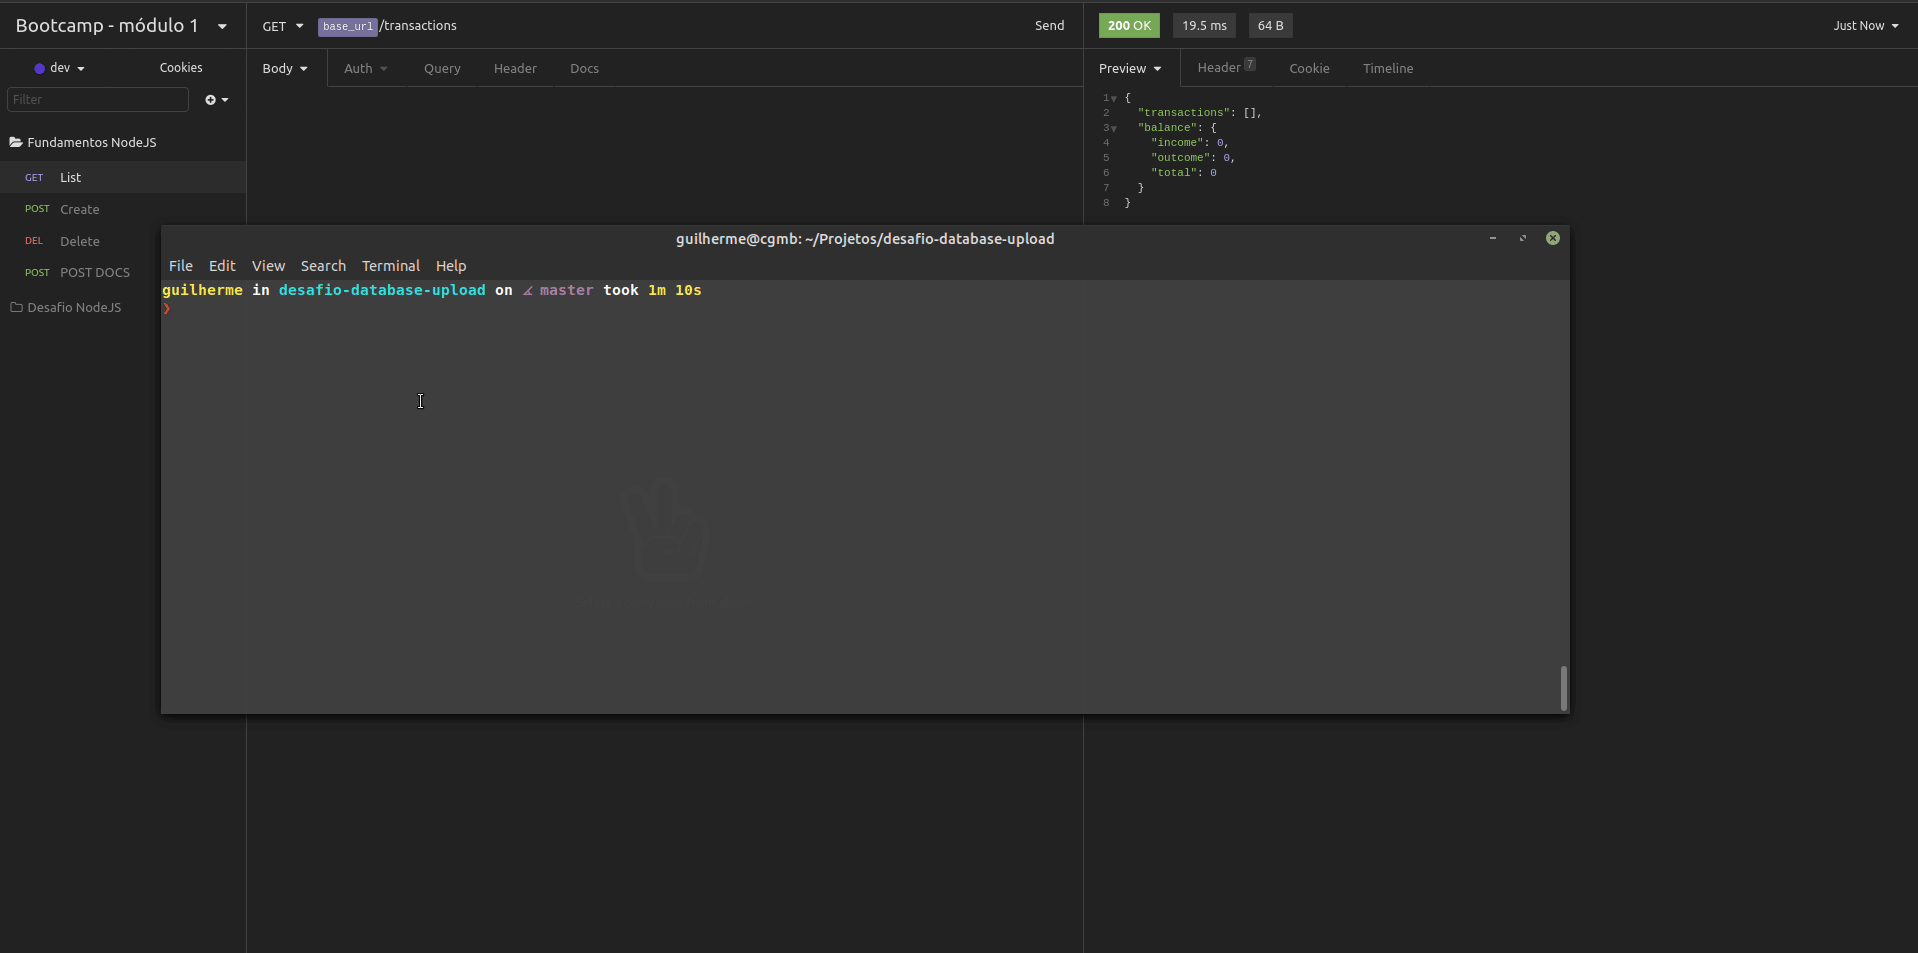 Bootcamp - módulo 1
GET base_url/transactions Send
200 OK 19.5 ms 64 B Just Now
dev Cookies
Body Auth Query Header Docs
Preview Header 7 Cookie Timeline
Filter
Fundamentos NodeJS
GET List
POST Create
DEL Delete
POST POST DOCS
Desafio NodeJS
1 {
2 "transactions": [],
3 "balance": {
4 "income": 0,
5 "outcome": 0,
6 "total": 0
7 }
8 }
guilherme@cgmb: ~/Projetos/desafio-database-upload
File Edit View Search Terminal Help
guilherme in desafio-database-upload on master took 1m 10s
❯